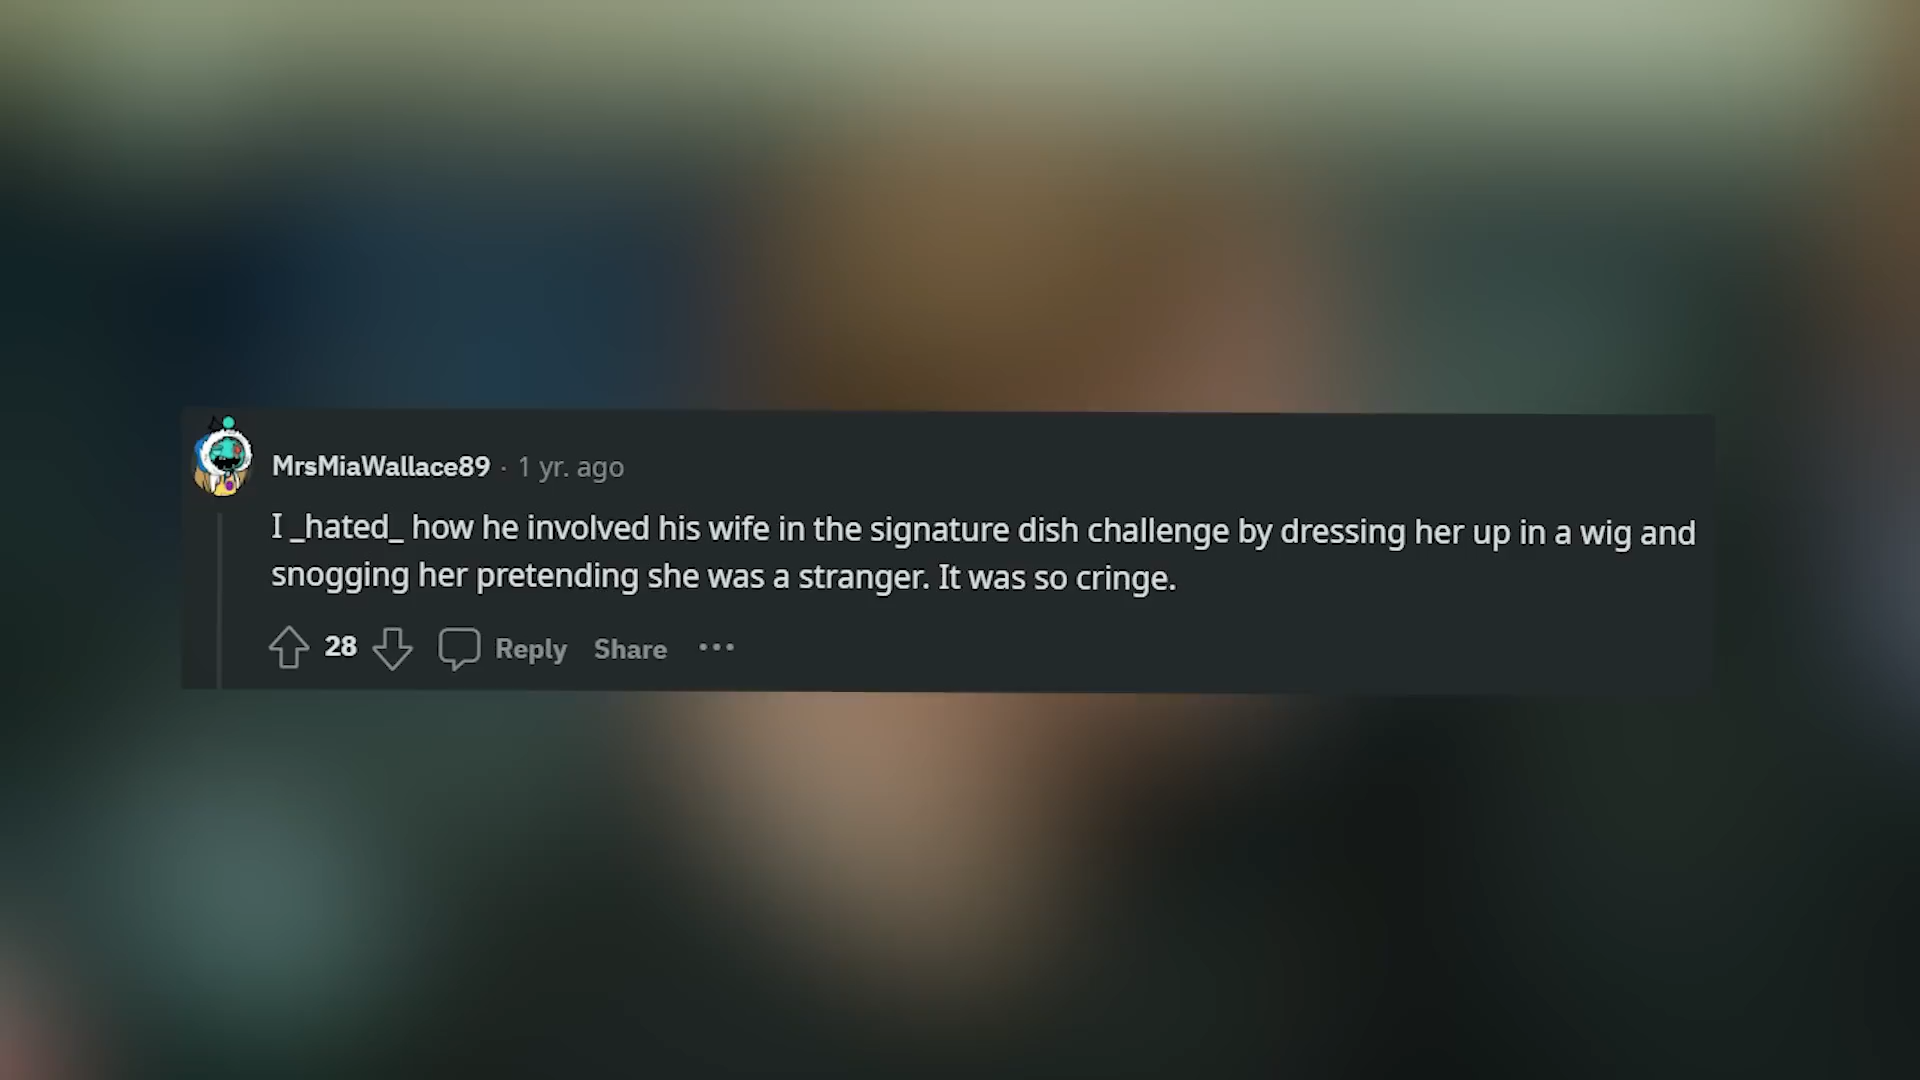 MrsMiaWallace89 · 1 yr. ago
I _hated_ how he involved his wife in the signature dish challenge by dressing her up in a wig and
snogging her pretending she was a stranger. It was so cringe.
28 Reply Share ...